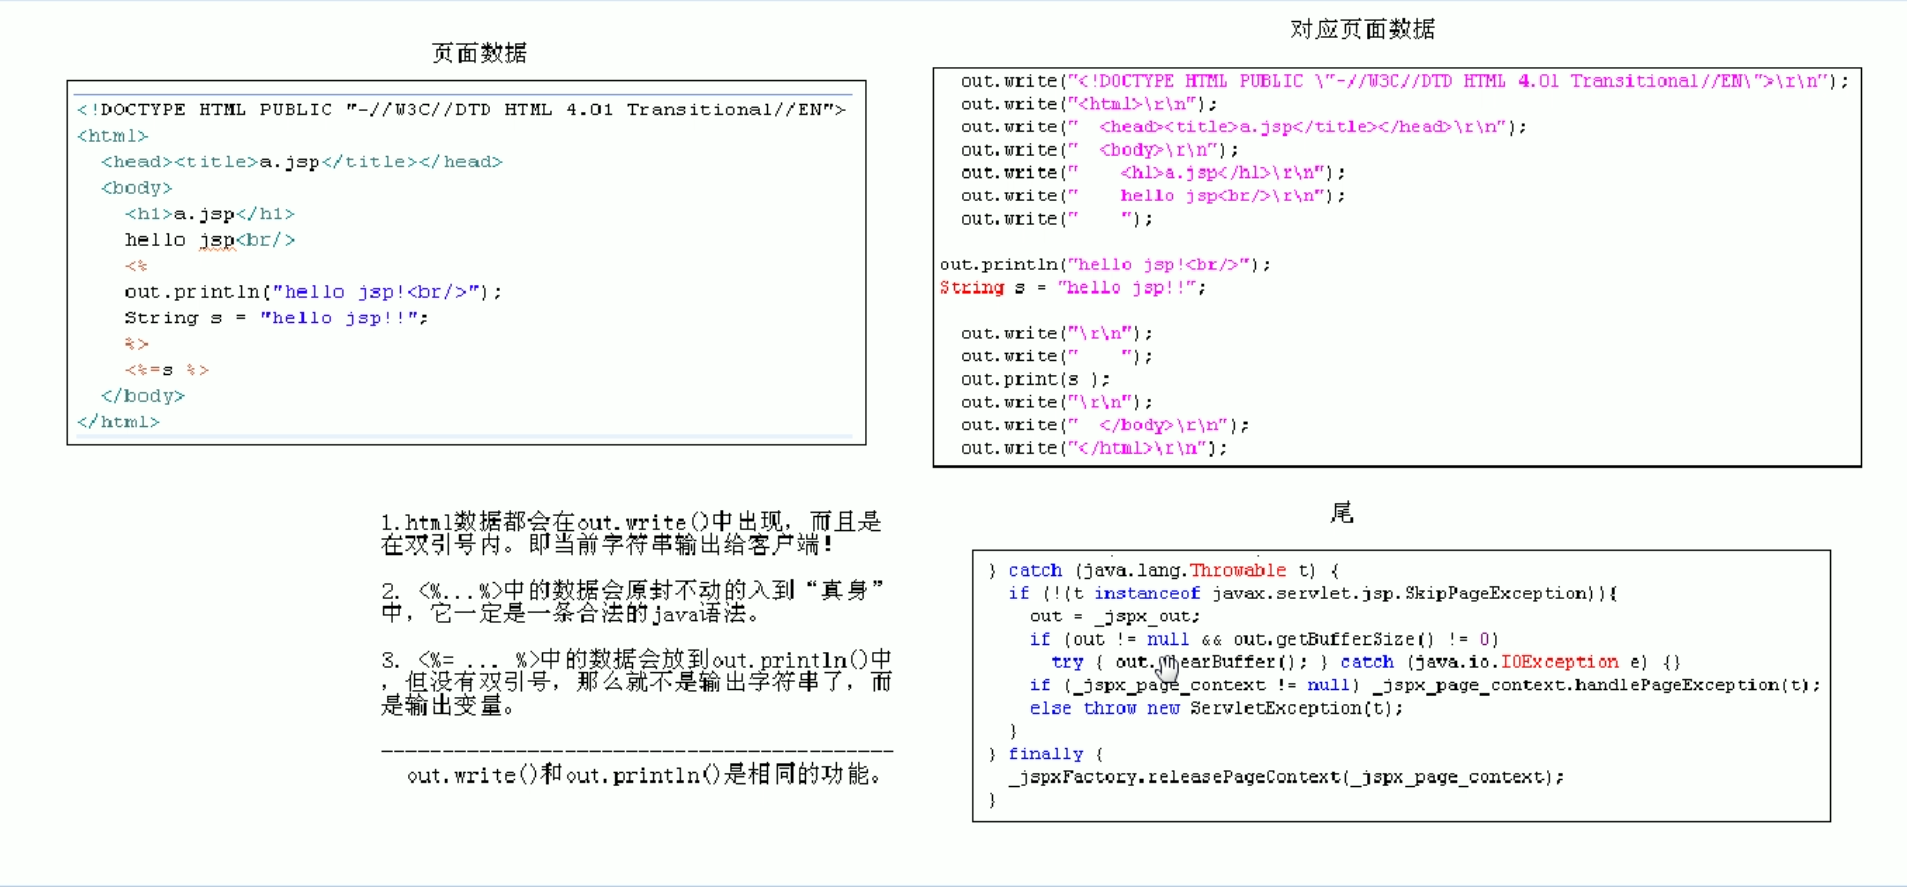 页面数据
<!DOCTYPE HTML PUBLIC "-//W3C//DTD HTML 4.01 Transitional//EN">
<html>
  <head><title>a.jsp</title></head>
  <body>
    <h1>a.jsp</h1>
    hello jsp<br/>
    <%
    out.println("hello jsp!<br/>");
    String s = "hello jsp!!";
    %>
    <%=s %>
  </body>
</html>
对应页面数据
  out.write("<!DOCTYPE HTML PUBLIC \"-//W3C//DTD HTML 4.01 Transitional//EN\">\r\n");
  out.write("<html>\r\n");
  out.write("  <head><title>a.jsp</title></head>\r\n");
  out.write("  <body>\r\n");
  out.write("    <h1>a.jsp</h1>\r\n");
  out.write("    hello jsp<br/>\r\n");
  out.write("    ");
out.println("hello jsp!<br/>");
String s = "hello jsp!!";
  out.write("\r\n");
  out.write("    ");
  out.print(s );
  out.write("\r\n");
  out.write("  </body>\r\n");
  out.write("</html>\r\n");
1.html数据都会在out.write()中出现，而且是
在双引号内。即当前字符串输出给客户端！
2. <%...%>中的数据会原封不动的入到“真身”
中，它一定是一条合法的java语法。
3. <%= ... %>中的数据会放到out.println()中
，但没有双引号，那么就不是输出字符串了，而
是输出变量。
------------------------------------------
out.write()和out.println()是相同的功能。
尾
} catch (java.lang.Throwable t) {
  if (!(t instanceof javax.servlet.jsp.SkipPageException)){
    out = _jspx_out;
    if (out != null && out.getBufferSize() != 0)
      try { out.clearBuffer(); } catch (java.io.IOException e) {}
    if (_jspx_page_context != null) _jspx_page_context.handlePageException(t);
    else throw new ServletException(t);
  }
} finally {
  _jspxFactory.releasePageContext(_jspx_page_context);
}